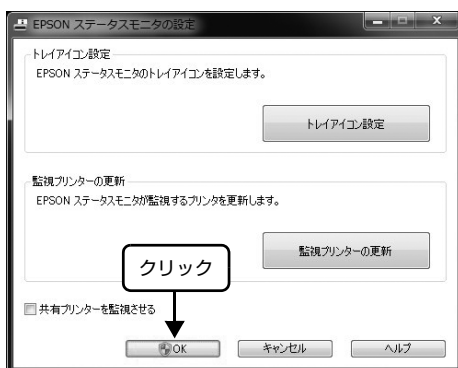 EPSON ステータスモニタの設定
トレイアイコン設定
EPSON ステータスモニタのトレイアイコンを設定します。
トレイアイコン設定
監視プリンターの更新
EPSON ステータスモニタが監視するプリンタを更新します。
監視プリンターの更新
クリック
共有プリンターを監視させる
OK
キャンセル
ヘルプ